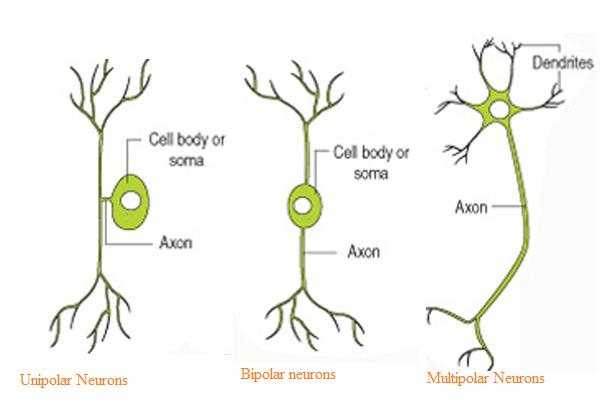 Cell body or
soma
Axon
Unipolar Neurons
Cell body or
soma
Axon
Bipolar neurons
Dendrites
Axon
Multipolar Neurons